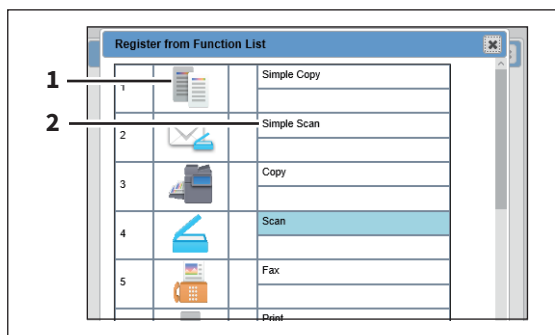 Register from Function List
1
1
Simple Copy
2
2
Simple Scan
3
Copy
4
Scan
5
Fax
Print